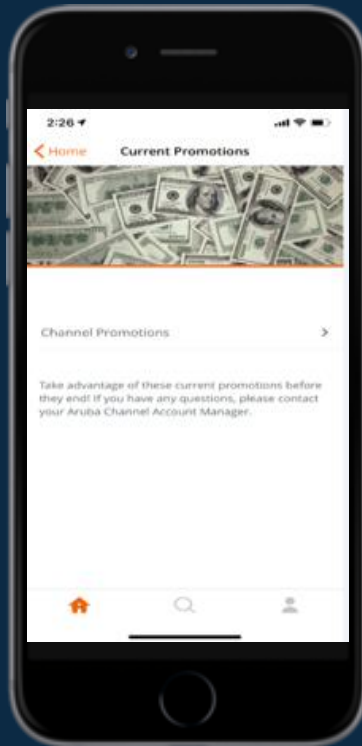 2:26
Home
Current Promotions
Channel Promotions
Take advantage of these current promotions before
they end! If you have any questions, please contact
your Aruba Channel Account Manager.